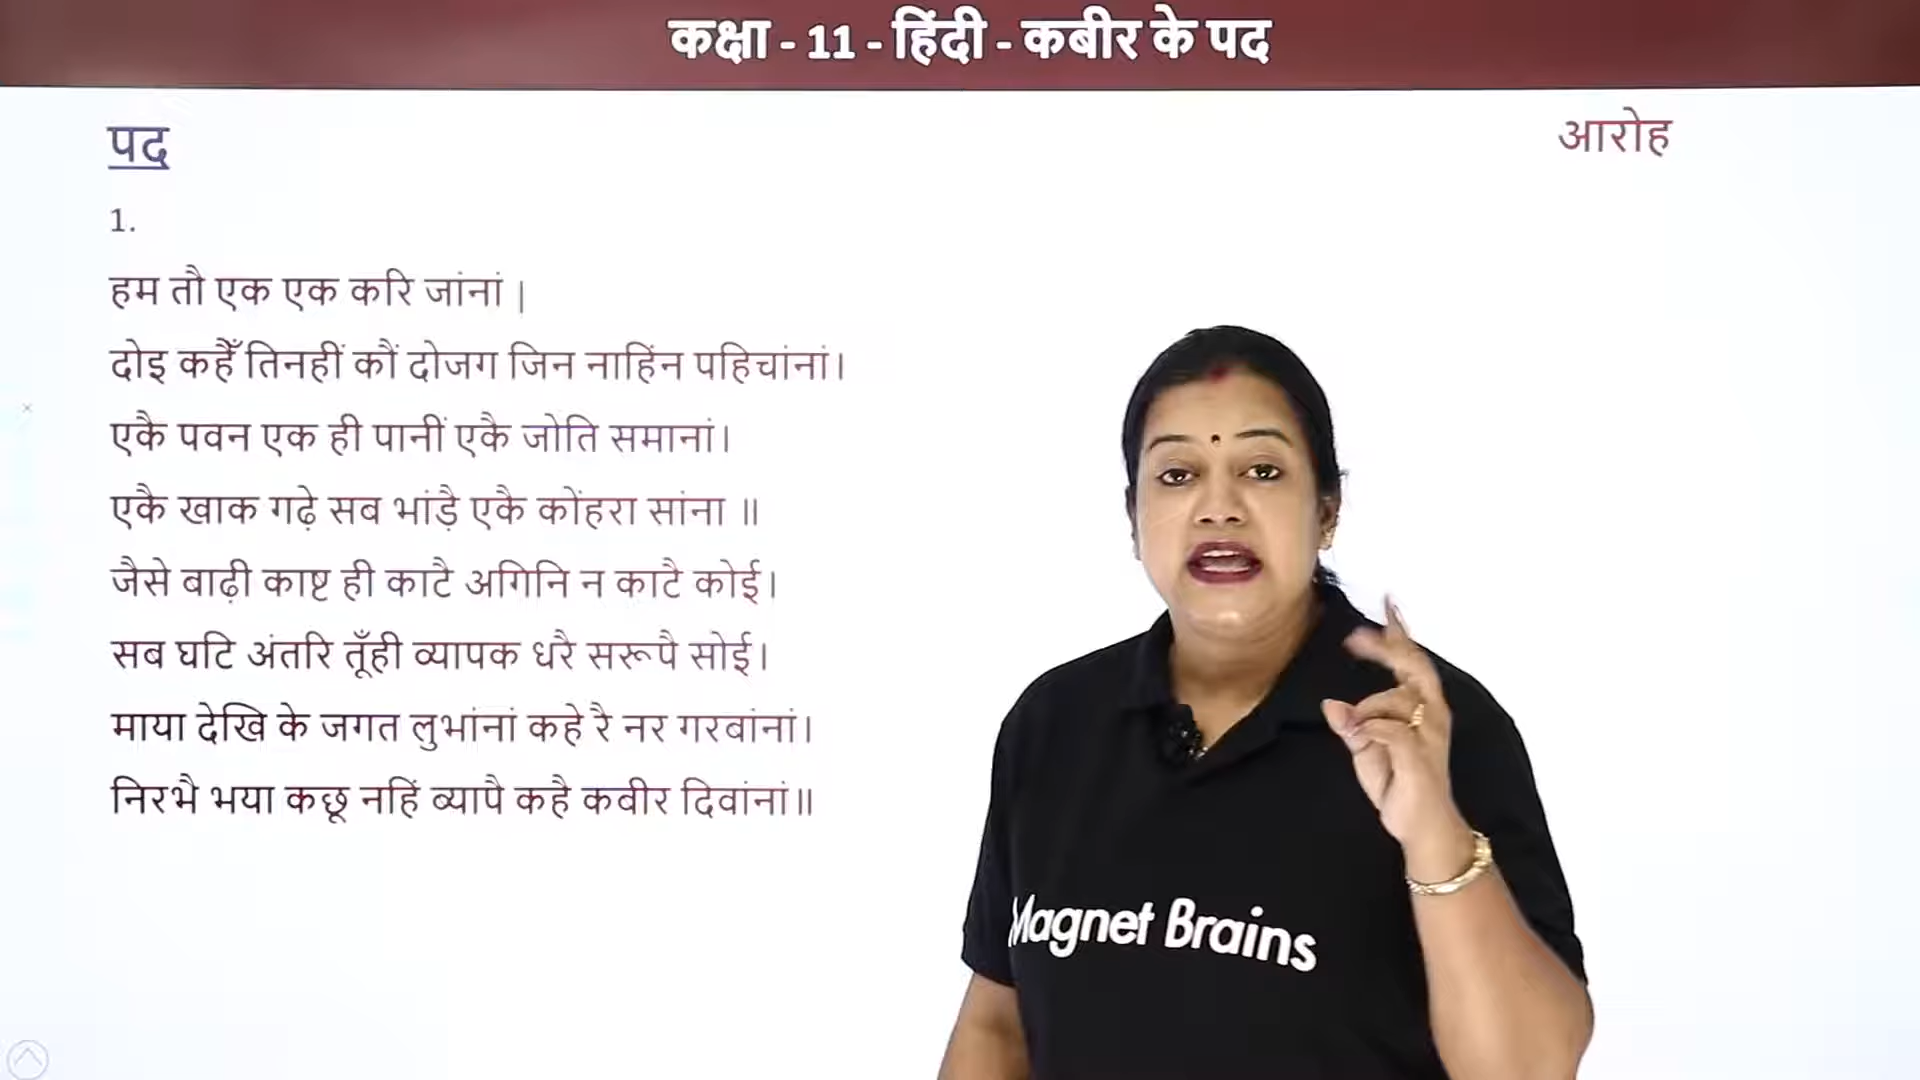 कक्षा - 11 - हिंदी - कबीर के पद
पद
आरोह
1.
हम तौ एक एक करि जांनां |
दोइ कहैँ तिनहीं कौं दोजग जिन नाहिंन पहिचांनां।
एकै पवन एक ही पानीं एकै जोति समानां।
एकै खाक गढ़े सब भांड़ै एकै कोंहरा सांना ॥
जैसे बाढ़ी काष्ट ही काटै अगिनि न काटै कोई।
सब घटि अंतरि तूँही व्यापक धरै सरूपै सोई।
माया देखि के जगत लुभांनां कहे रै नर गरबांनां।
निरभै भया कछू नहिं ब्यापै कहै कबीर दिवांनां॥
Magnet Brains